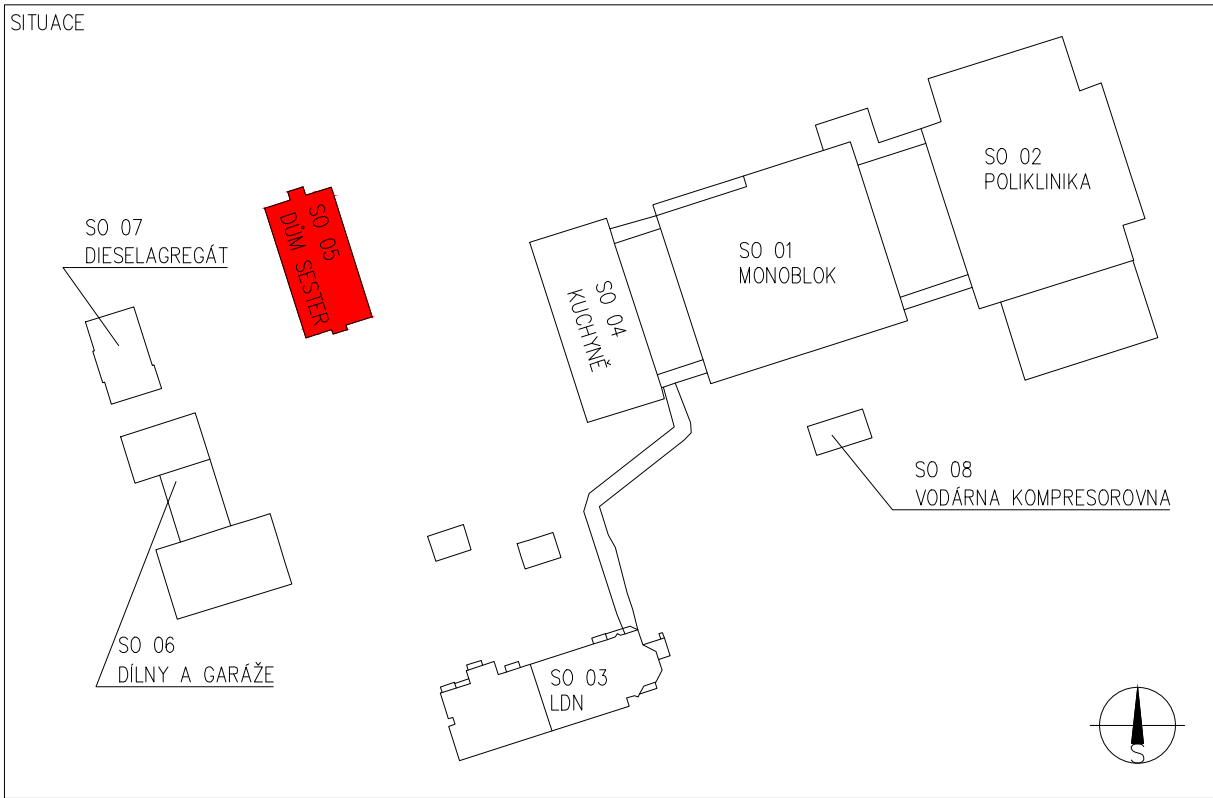 SITUACE
SO 02
POLIKLINIKA
SO 07
DIESELAGREGÁT
SO 05
DŮM SESTER
SO 01
MONOBLOK
SO 04
KUCHYNĚ
SO 08
VODÁRNA KOMPRESOROVNA
SO 06
DÍLNY A GARÁŽE
SO 03
LDN
S